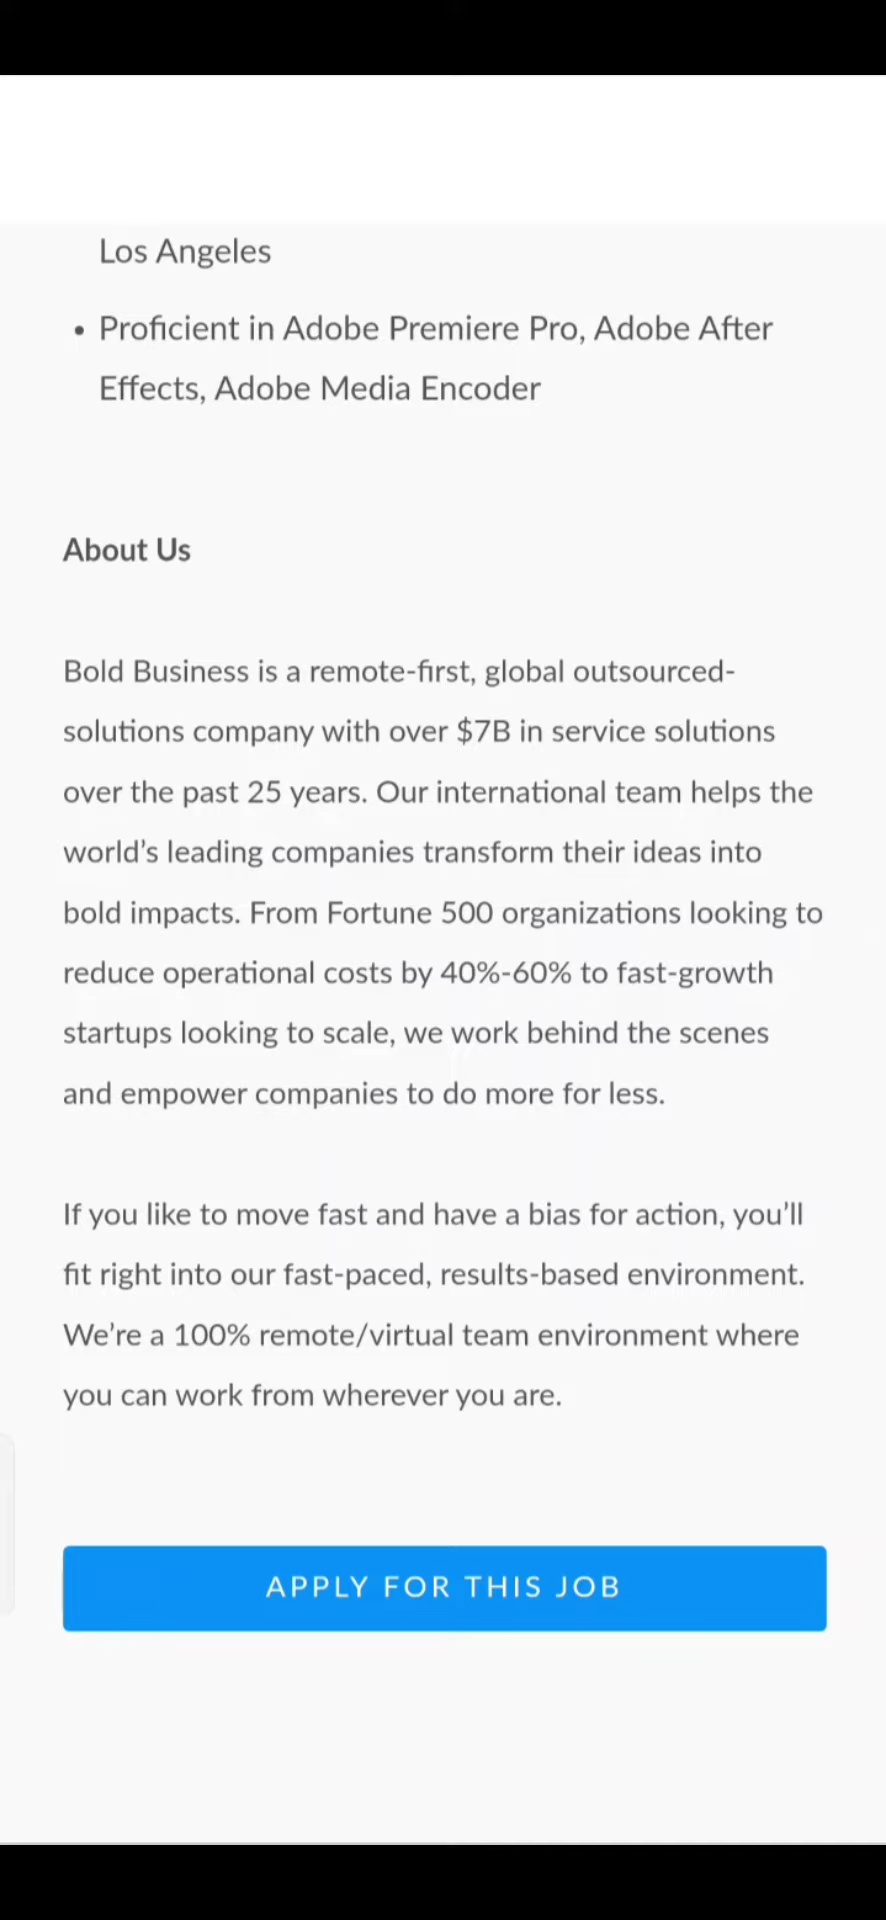 Los Angeles
• Proficient in Adobe Premiere Pro, Adobe After
Effects, Adobe Media Encoder
About Us
Bold Business is a remote-first, global outsourced-
solutions company with over $7B in service solutions
over the past 25 years. Our international team helps the
world’s leading companies transform their ideas into
bold impacts. From Fortune 500 organizations looking to
reduce operational costs by 40%-60% to fast-growth
startups looking to scale, we work behind the scenes
and empower companies to do more for less.
If you like to move fast and have a bias for action, you’ll
fit right into our fast-paced, results-based environment.
We’re a 100% remote/virtual team environment where
you can work from wherever you are.
APPLY FOR THIS JOB